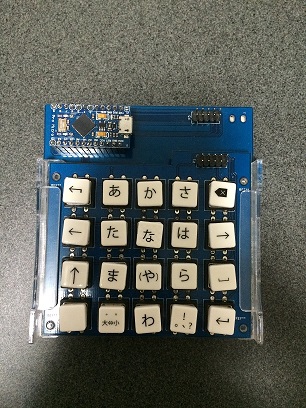 あ か さ
た な は
ま (や) ら
大⇔小 わ !。、?